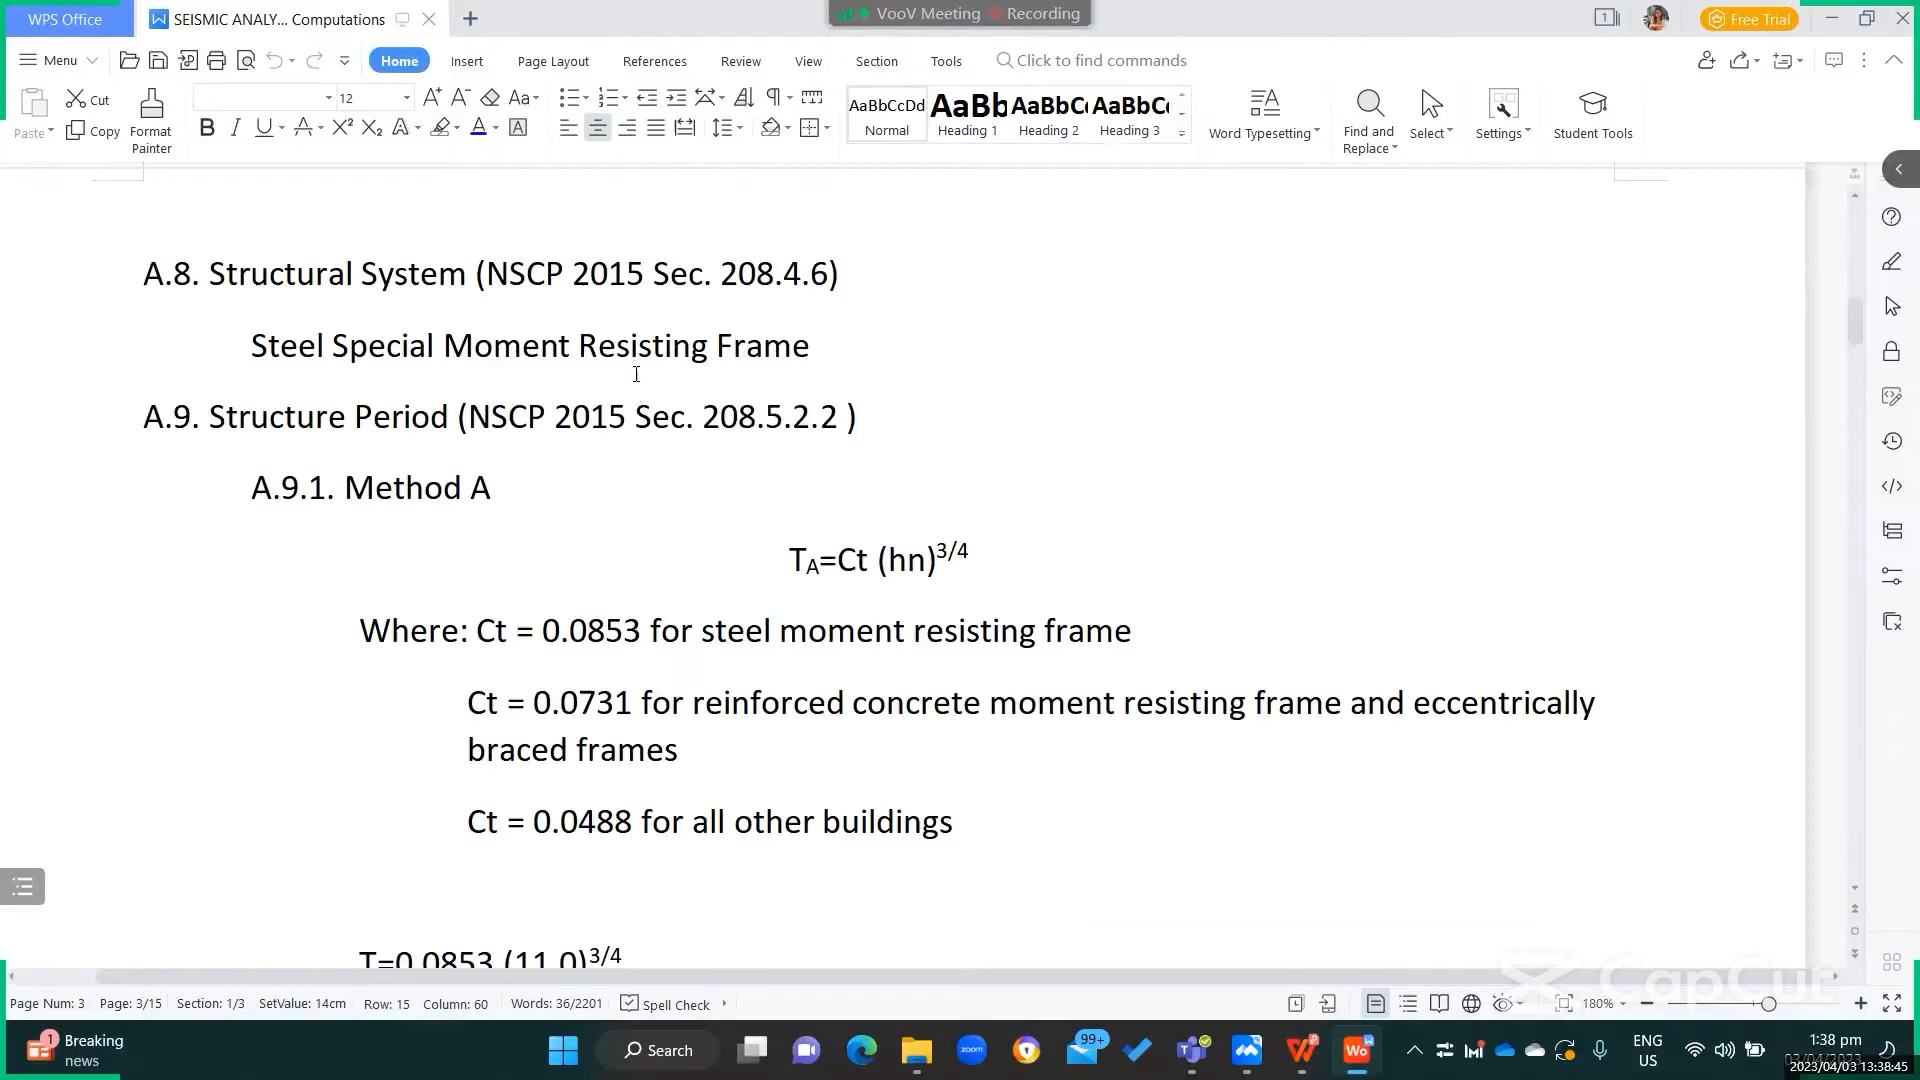 WPS Office
SEISMIC ANALY... Computations
VooV Meeting Recording
1
Free Trial
Menu
Home
Insert
Page Layout
References
Review
View
Section
Tools
Click to find commands
Paste
Cut
Copy
Format
Painter
12
AaBbCcDd
Normal
AaBb
Heading 1
AaBbC
Heading 2
AaBbC
Heading 3
Word Typesetting
Find and
Replace
Select
Settings
Student Tools
A.8. Structural System (NSCP 2015 Sec. 208.4.6)
Steel Special Moment Resisting Frame
A.9. Structure Period (NSCP 2015 Sec. 208.5.2.2 )
A.9.1. Method A
TA=Ct (hn)3/4
Where: Ct = 0.0853 for steel moment resisting frame
Ct = 0.0731 for reinforced concrete moment resisting frame and eccentrically
braced frames
Ct = 0.0488 for all other buildings
T=0.0853 (11.0)3/4
CapCut
Page Num: 3 Page: 3/15 Section: 1/3 SetValue: 14cm Row: 15 Column: 60 Words: 36/2201 Spell Check 180%
1
Breaking
news
Search
zoom
99+
Wo
ENG
US
1:38 pm
03/04/2023
2023/04/03 13:38:45